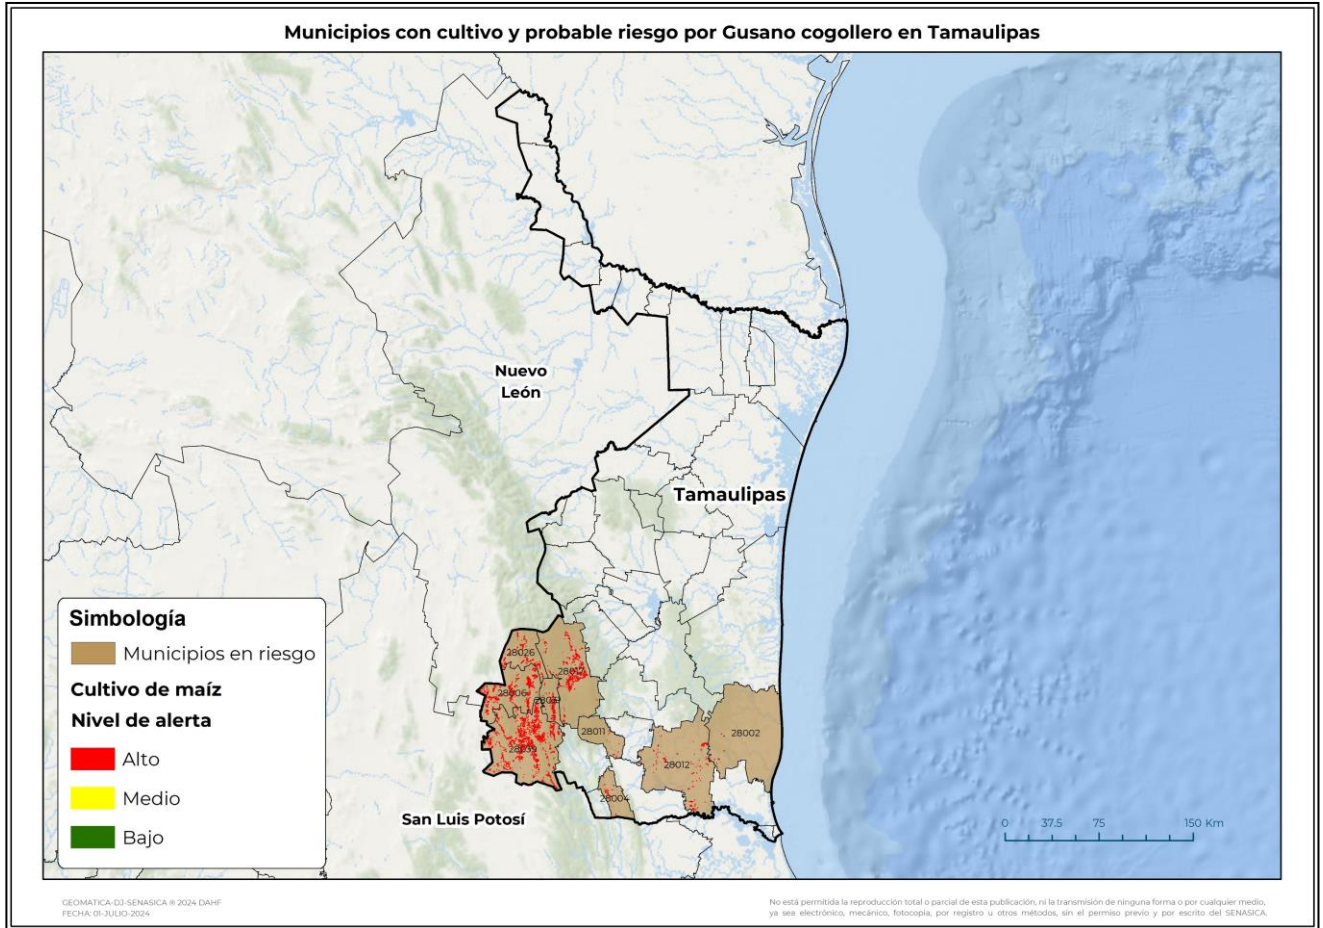 Municipios con cultivo y probable riesgo por Gusano cogollero en Tamaulipas
Nuevo
León
Tamaulipas
San Luis Potosí
28026
28017
28006
28039
28011
28004
28012
28002
Simbología
Municipios en riesgo
Cultivo de maíz
Nivel de alerta
Alto
Medio
Bajo
0 37.5 75 150 Km
GEOMATICA-DJ-SENASICA ® 2024 DAHF
FECHA: 01-JULIO-2024
No está permitida la reproducción total o parcial de esta publicación, ni la transmisión de ninguna forma o por cualquier medio,
ya sea electrónico, mecánico, fotocopia, por registro u otros métodos, sin el permiso previo y por escrito del SENASICA.